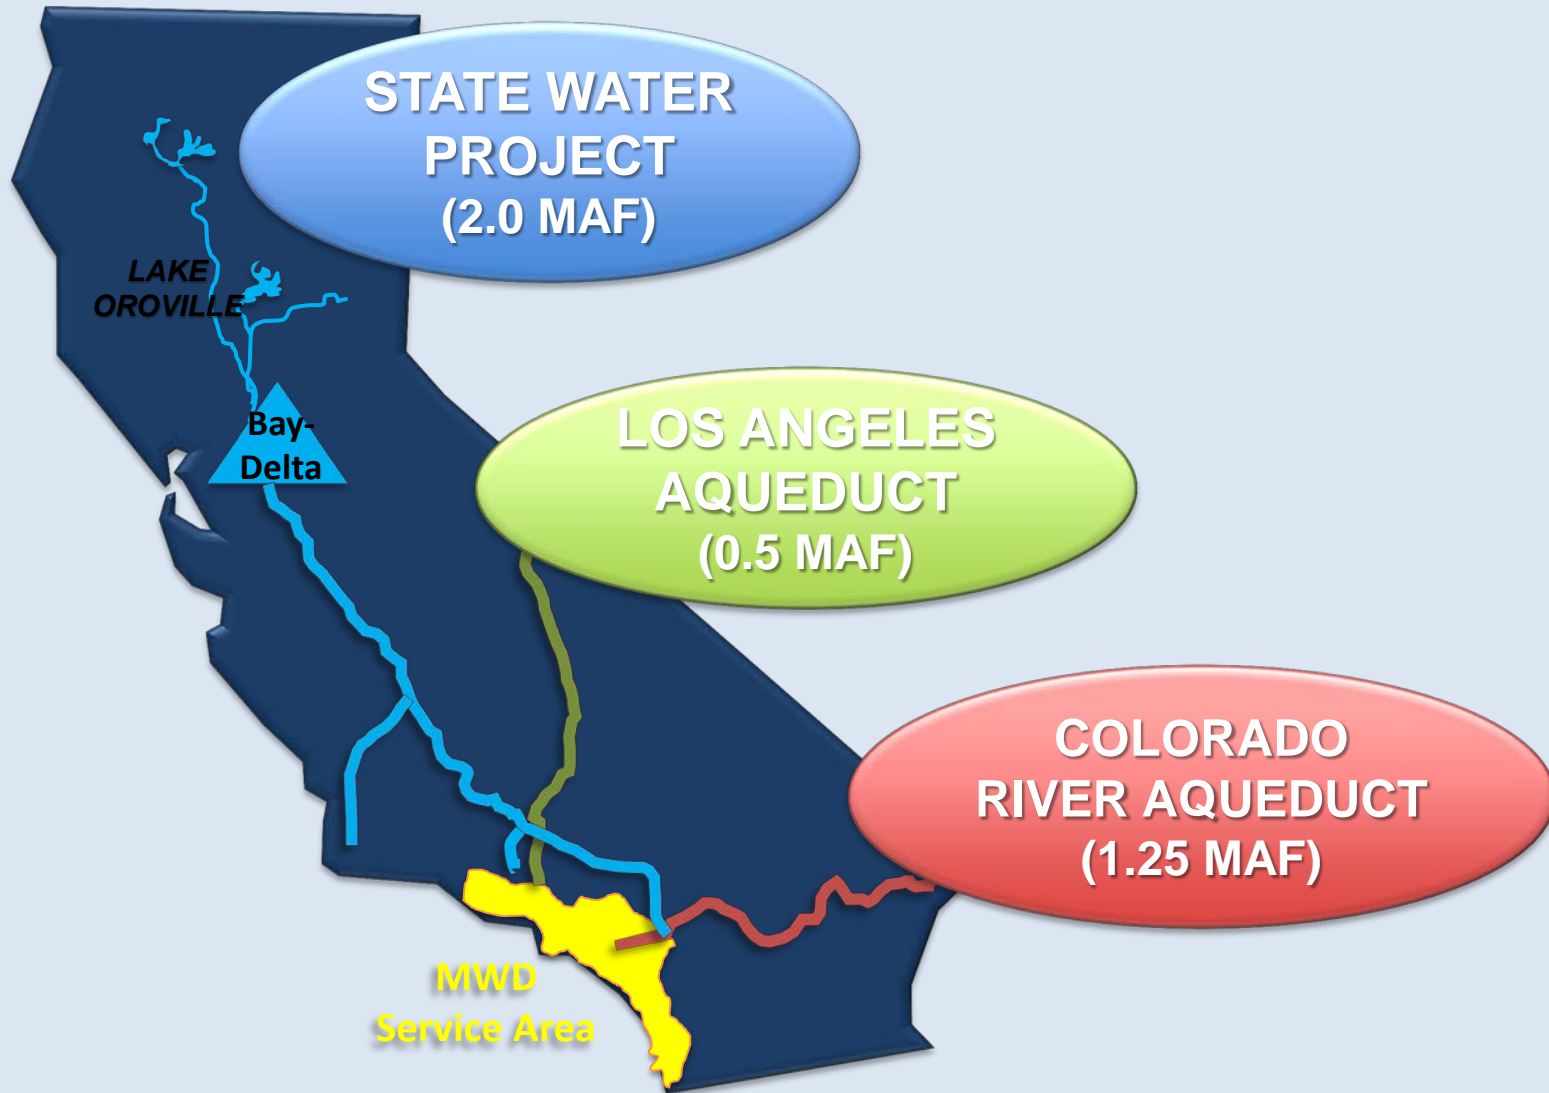 STATE WATER
PROJECT
(2.0 MAF)
LAKE
OROVILLE
Bay-
Delta
LOS ANGELES
AQUEDUCT
(0.5 MAF)
COLORADO
RIVER AQUEDUCT
(1.25 MAF)
MWD
Service Area